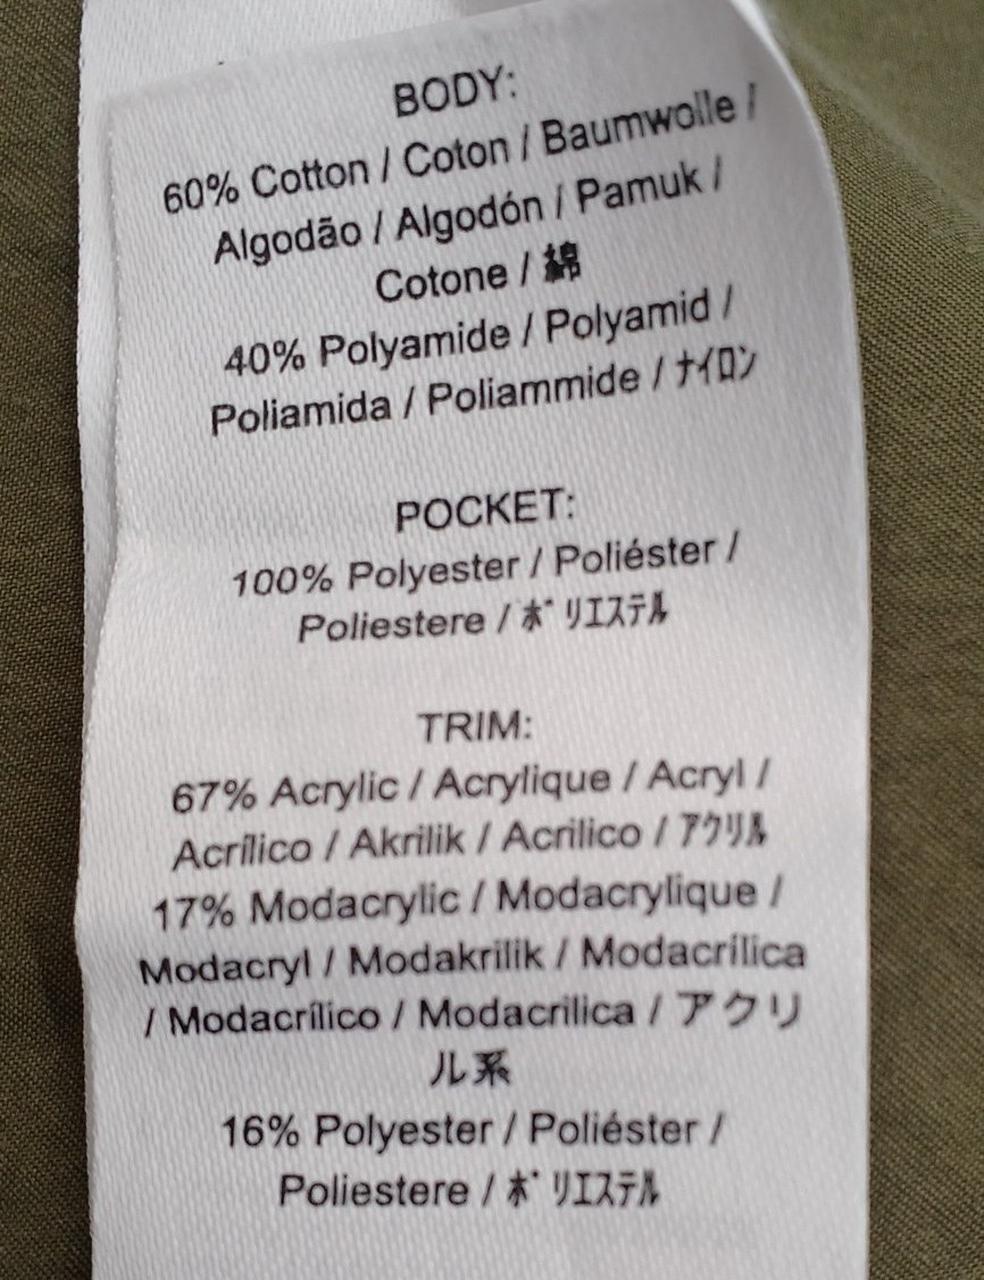 BODY:
60% Cotton / Coton / Baumwolle /
Algodão / Algodón / Pamuk /
Cotone / 綿
40% Polyamide / Polyamid /
Poliamida / Poliammide / ﾅｲﾛﾝ
POCKET:
100% Polyester / Poliéster /
Poliestere / ﾎﾟﾘｴｽﾃﾙ
TRIM:
67% Acrylic / Acrylique / Acryl /
Acrílico / Akrilik / Acrilico / ｱｸﾘﾙ
17% Modacrylic / Modacrylique /
Modacryl / Modakrilik / Modacrílica
/ Modacrílico / Modacrilica / アクリ
ル系
16% Polyester / Poliéster /
Poliestere / ﾎﾟﾘｴｽﾃﾙ